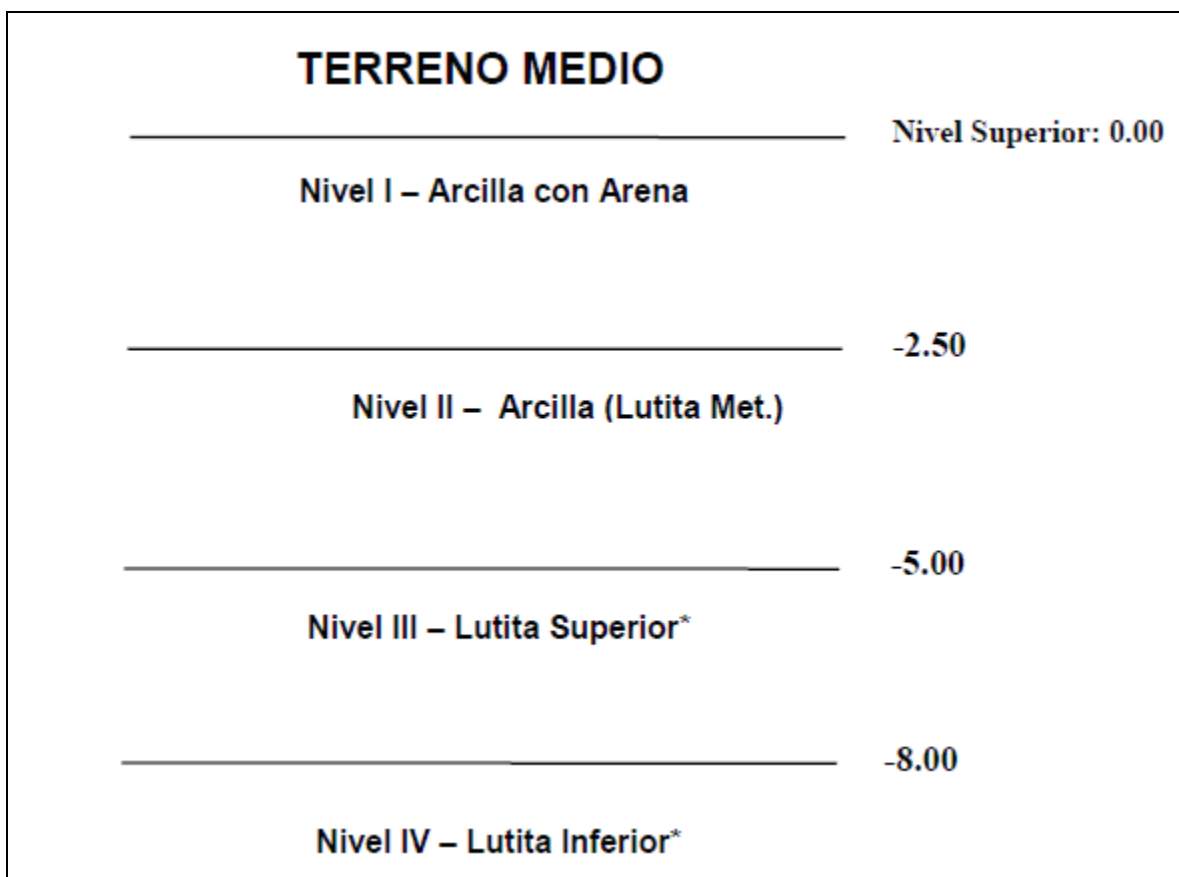 TERRENO MEDIO
Nivel Superior: 0.00
Nivel I – Arcilla con Arena
-2.50
Nivel II – Arcilla (Lutita Met.)
-5.00
Nivel III – Lutita Superior*
-8.00
Nivel IV – Lutita Inferior*